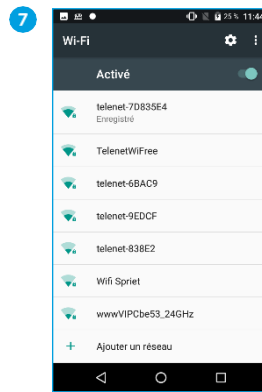 7
25 % 11:44
Wi-Fi
Activé
telenet-7D835E4
Enregistré
TelenetWiFree
telenet-6BAC9
telenet-9EDCF
telenet-838E2
Wifi Spriet
wwwVIPCbe53_24GHz
+ Ajouter un réseau